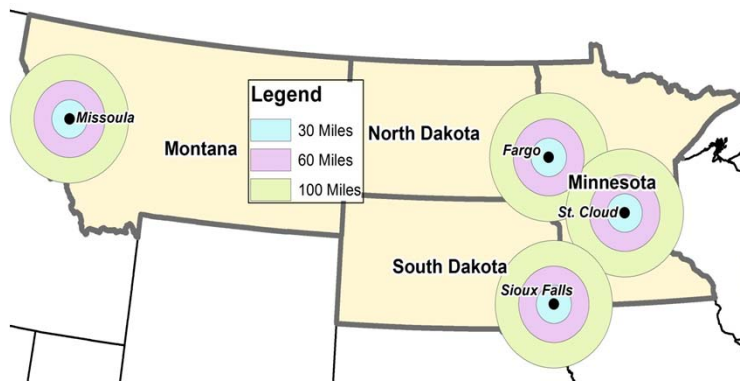 Missoula
Montana
Legend
30 Miles
60 Miles
100 Miles
North Dakota
Fargo
Minnesota
St. Cloud
South Dakota
Sioux Falls